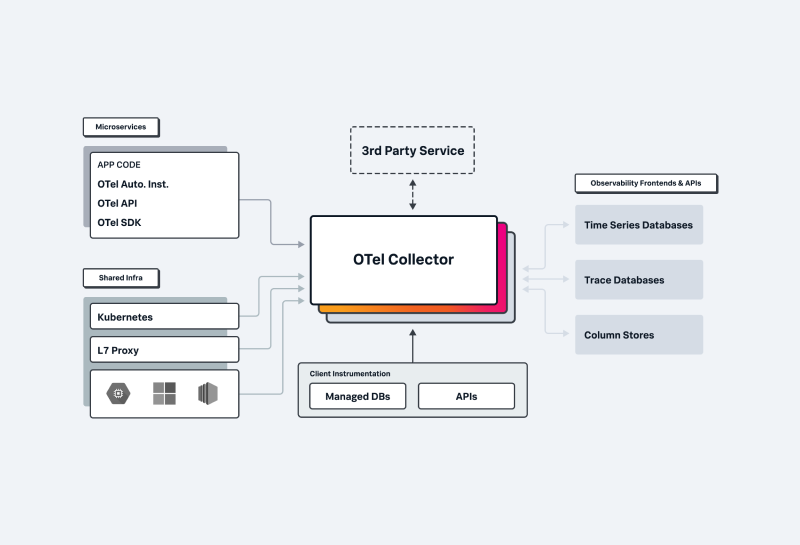 Microservices
APP CODE
OTel Auto. Inst.
OTel API
OTel SDK
Shared Infra
Kubernetes
L7 Proxy
3rd Party Service
OTel Collector
Client Instrumentation
Managed DBs
APIs
Observability Frontends & APIs
Time Series Databases
Trace Databases
Column Stores